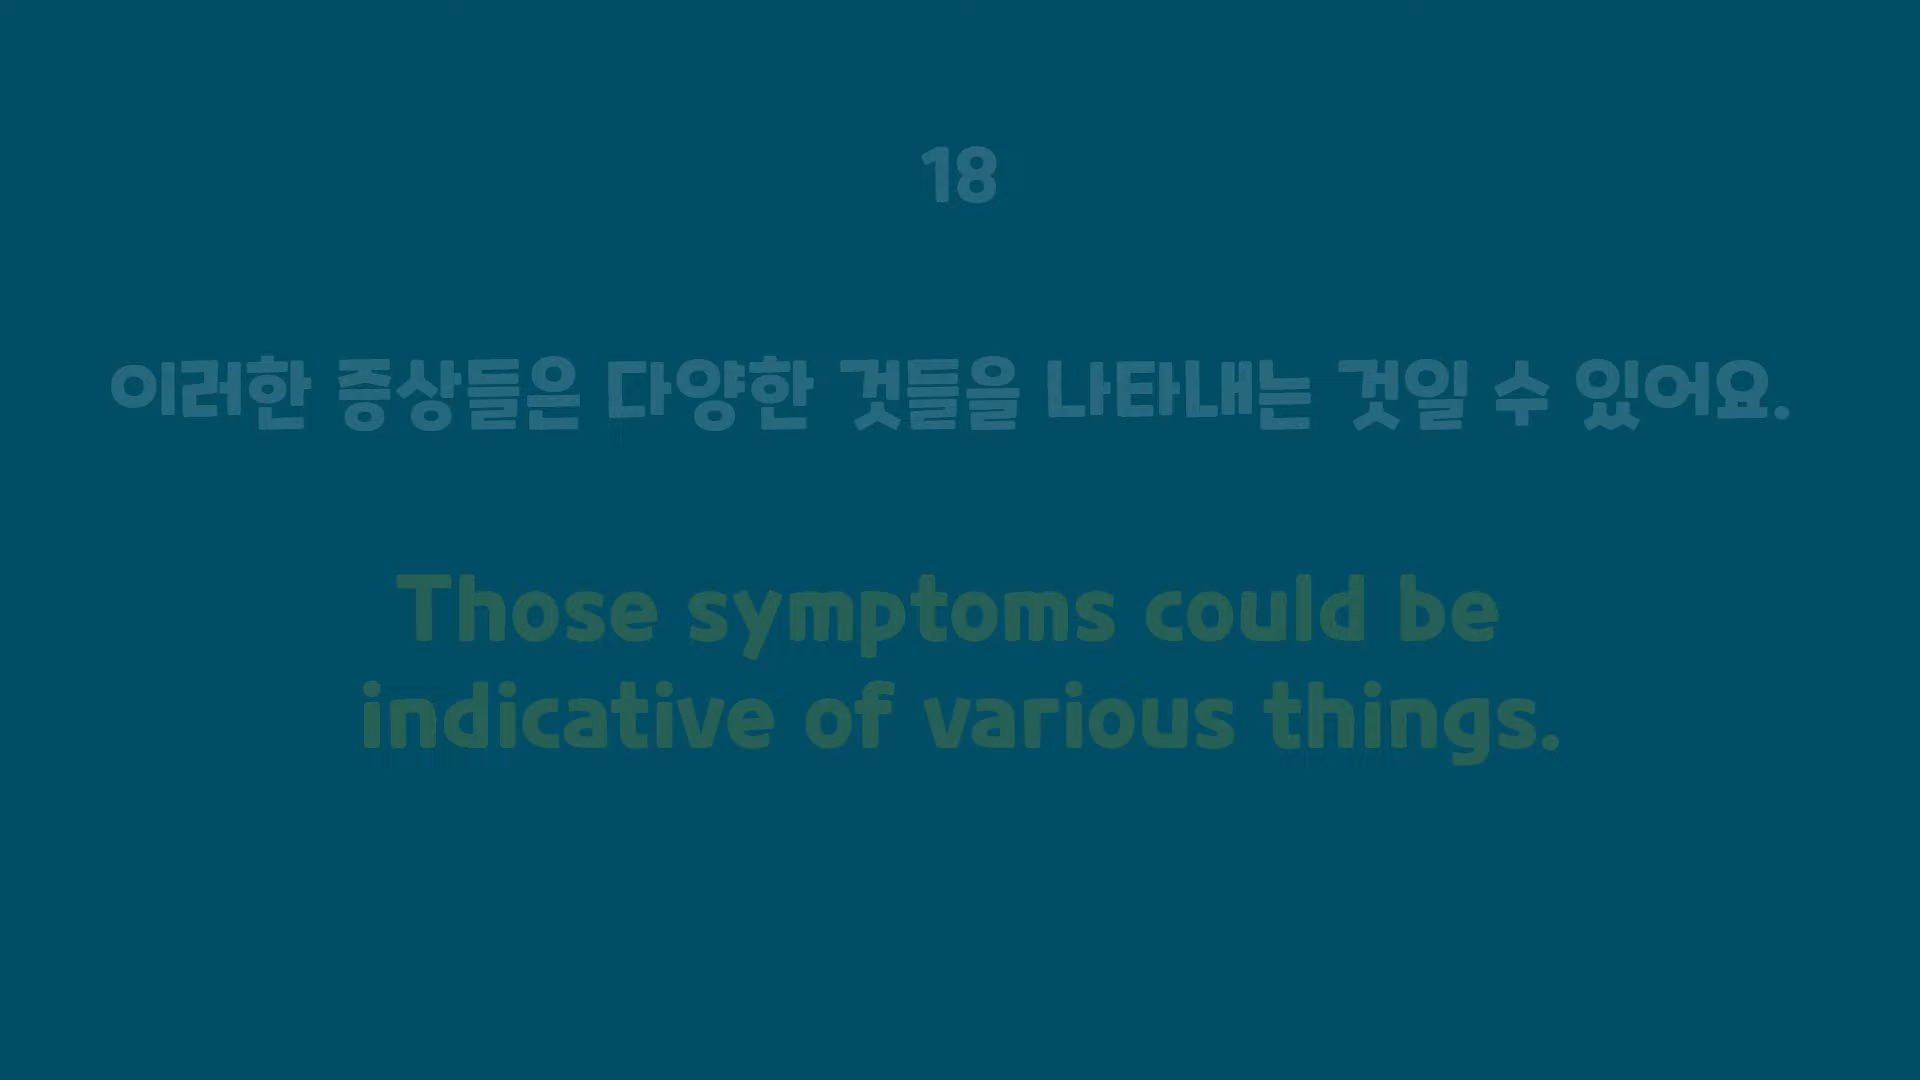 18
이러한 증상들은 다양한 것들을 나타내는 것일 수 있어요.
Those symptoms could be
indicative of various things.